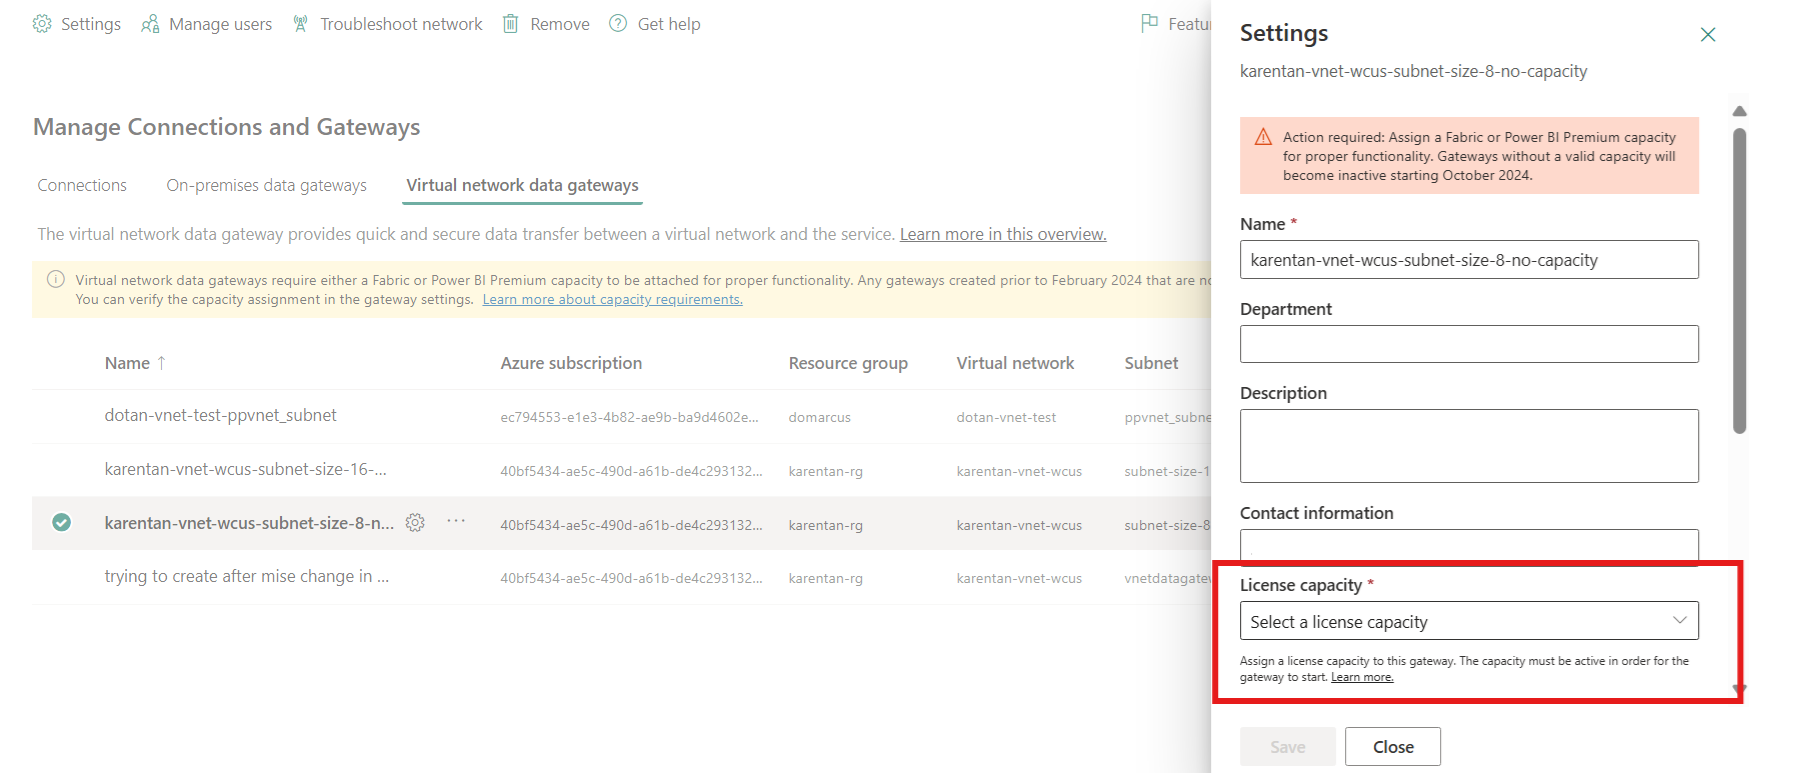 Settings
Manage users
Troubleshoot network
Remove
Get help
Manage Connections and Gateways
Connections
On-premises data gateways
Virtual network data gateways
The virtual network data gateway provides quick and secure data transfer between a virtual network and the service. Learn more in this overview.
Virtual network data gateways require either a Fabric or Power BI Premium capacity to be attached for proper functionality. Any gateways created prior to February 2024 that are
You can verify the capacity assignment in the gateway settings. Learn more about capacity requirements.
Name ↑ Azure subscription Resource group Virtual network Subnet
dotan-vnet-test-ppvnet_subnet ec794553-e1e3-4b82-ae9b-ba9d4602e... domarcus dotan-vnet-test ppvnet_subne
karentan-vnet-wcus-subnet-size-16-... 40bf5434-ae5c-490d-a61b-de4c293132... karentan-rg karentan-vnet-wcus subnet-size-1
karentan-vnet-wcus-subnet-size-8-n... ... 40bf5434-ae5c-490d-a61b-de4c293132... karentan-rg karentan-vnet-wcus subnet-size-8
trying to create after mise change in ... 40bf5434-ae5c-490d-a61b-de4c293132... karentan-rg karentan-vnet-wcus vnetdatagatew
Settings
karentan-vnet-wcus-subnet-size-8-no-capacity
Action required: Assign a Fabric or Power BI Premium capacity
for proper functionality. Gateways without a valid capacity will
become inactive starting October 2024.
Name *
karentan-vnet-wcus-subnet-size-8-no-capacity
Department
Description
Contact information
License capacity *
Select a license capacity
Assign a license capacity to this gateway. The capacity must be active in order for the
gateway to start. Learn more.
Save
Close